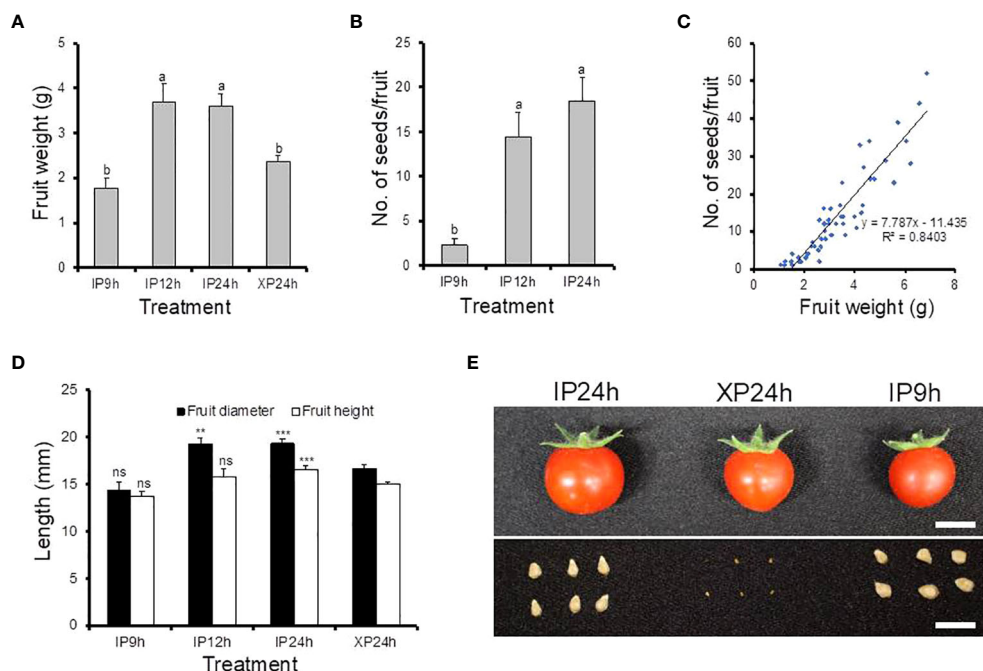 A
Fruit weight (g)
5
4
3
2
1
0
b
a
a
b
IP9h
IP12h
IP24h
XP24h
Treatment
B
No. of seeds/fruit
25
20
15
10
5
0
b
a
a
IP9h
IP12h
IP24h
Treatment
C
No. of seeds/fruit
60
50
40
30
20
10
0
y = 7.787x - 11.435
R² = 0.8403
0
2
4
6
8
Fruit weight (g)
D
Length (mm)
25
20
15
10
5
0
Fruit diameter
Fruit height
ns
ns
**
ns
***
***
IP9h
IP12h
IP24h
XP24h
Treatment
E
IP24h
XP24h
IP9h